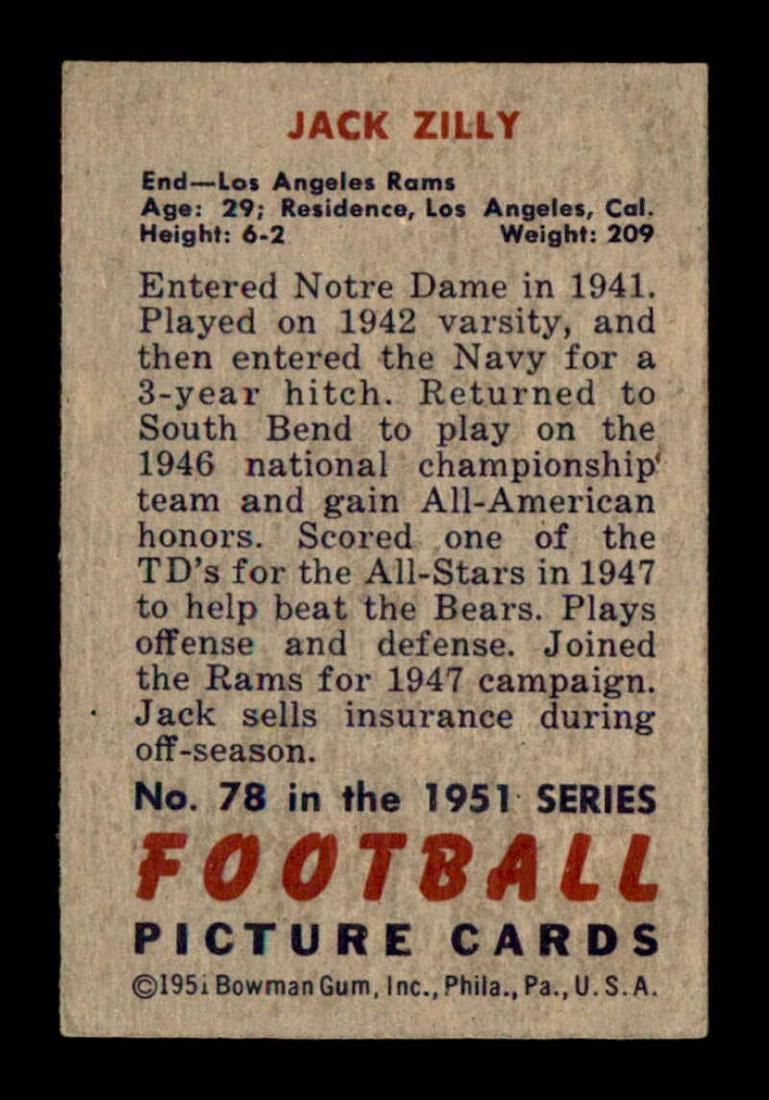 JACK ZILLY
End—Los Angeles Rams
Age: 29; Residence, Los Angeles, Cal.
Height: 6-2 Weight: 209
Entered Notre Dame in 1941.
Played on 1942 varsity, and
then entered the Navy for a
3-year hitch. Returned to
South Bend to play on the
1946 national championship
team and gain All-American
honors. Scored one of the
TD's for the All-Stars in 1947
to help beat the Bears. Plays
offense and defense. Joined
the Rams for 1947 campaign.
Jack sells insurance during
off-season.
No. 78 in the 1951 SERIES
FOOTBALL
PICTURE CARDS
©1951 Bowman Gum, Inc., Phila., Pa., U.S.A.